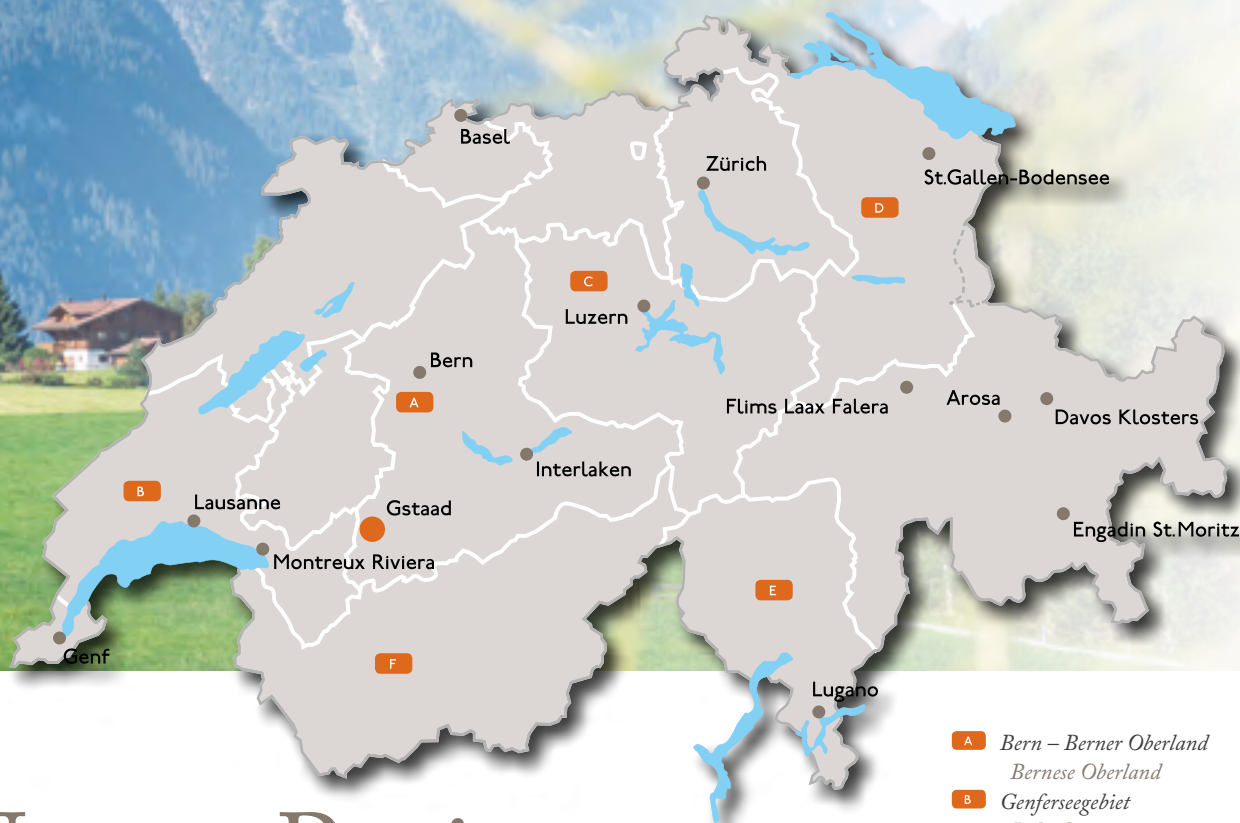 Basel
Zürich
St.Gallen-Bodensee
D
C
Luzern
Bern
A
Flims Laax Falera
Arosa
Davos Klosters
Interlaken
B
Lausanne
Gstaad
Engadin St.Moritz
Montreux Riviera
E
Genf
F
Lugano
A Bern – Berner Oberland
Bernese Oberland
B Genferseegebiet